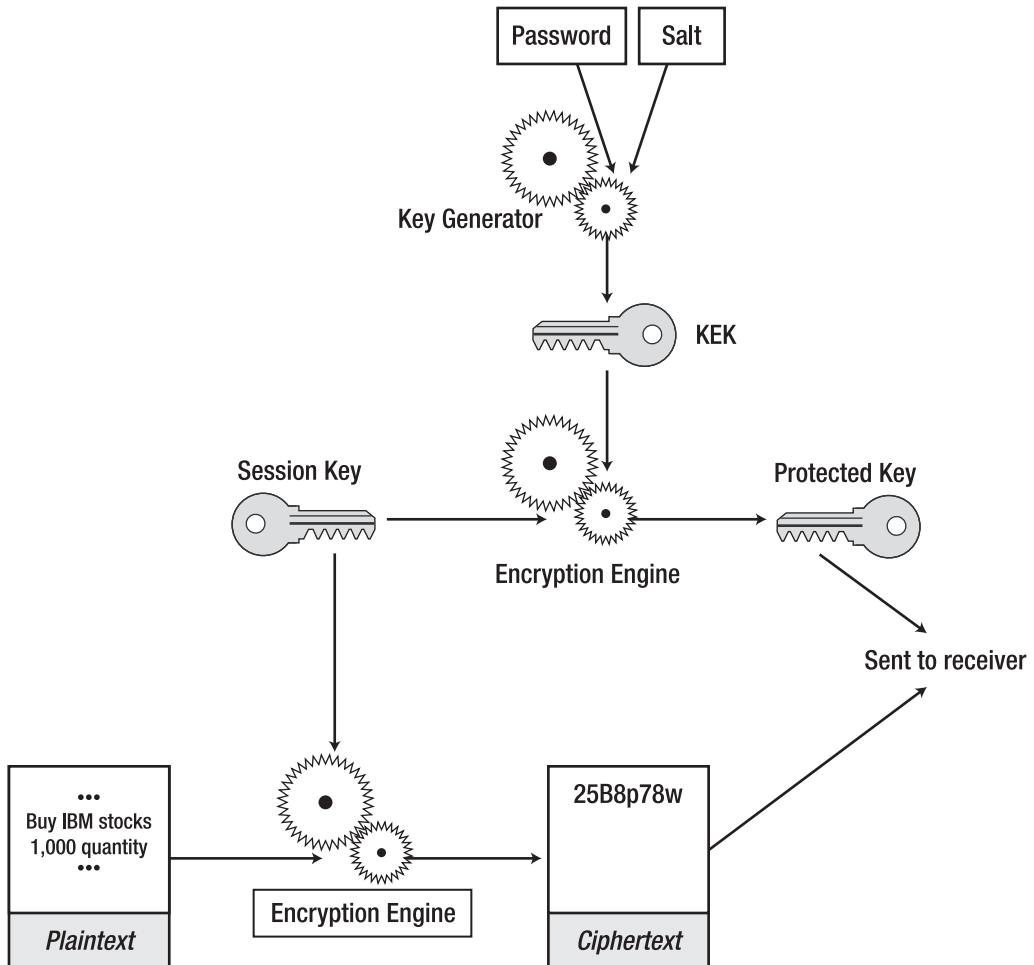 Password
Salt
Key Generator
KEK
Session Key
Protected Key
Encryption Engine
Sent to receiver
•••
Buy IBM stocks
1,000 quantity
•••
25B8p78w
Encryption Engine
Plaintext
Ciphertext